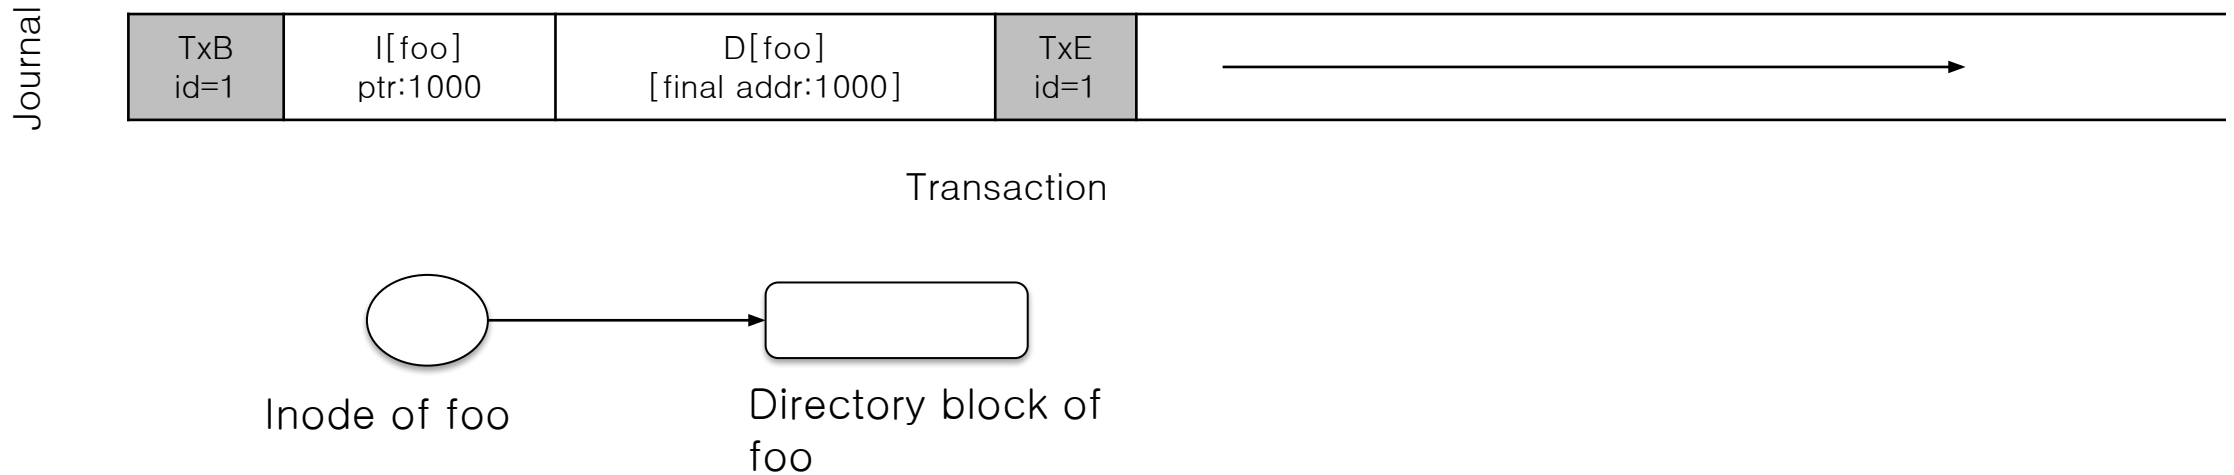 Journal
TxB
id=1
I[foo]
ptr:1000
D[foo]
[final addr:1000]
TxE
id=1
Transaction
Inode of foo
Directory block of
foo